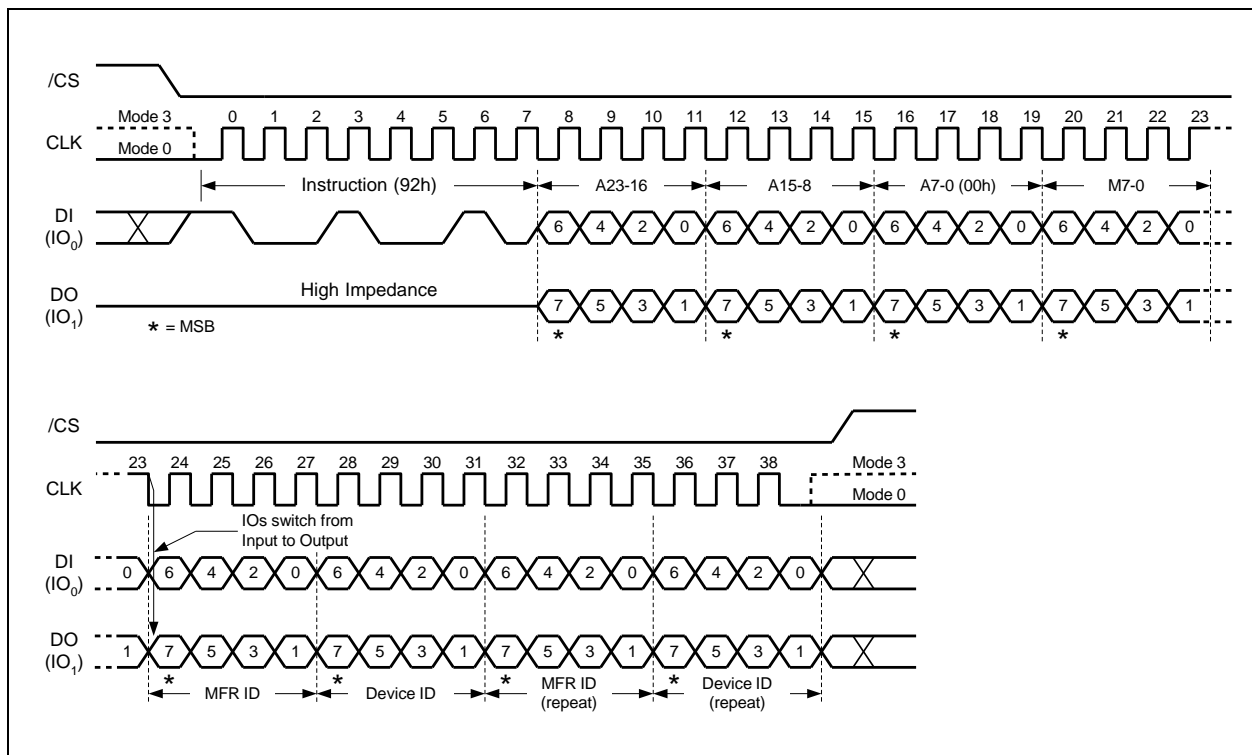 /CS
Mode 3 0 1 2 3 4 5 6 7 8 9 10 11 12 13 14 15 16 17 18 19 20 21 22 23
CLK Mode 0
Instruction (92h) A23-16 A15-8 A7-0 (00h) M7-0
DI
(IO0) 6 4 2 0 6 4 2 0 6 4 2 0 6 4 2 0
High Impedance
DO
(IO1) 7 5 3 1 7 5 3 1 7 5 3 1 7 5 3 1
* = MSB * * * *
/CS
23 24 25 26 27 28 29 30 31 32 33 34 35 36 37 38 Mode 3
CLK Mode 0
IOs switch from
Input to Output
DI
(IO0) 0 6 4 2 0 6 4 2 0 6 4 2 0 6 4 2 0
DO
(IO1) 1 7 5 3 1 7 5 3 1 7 5 3 1 7 5 3 1
* * * *
MFR ID Device ID MFR ID
(repeat) Device ID
(repeat)